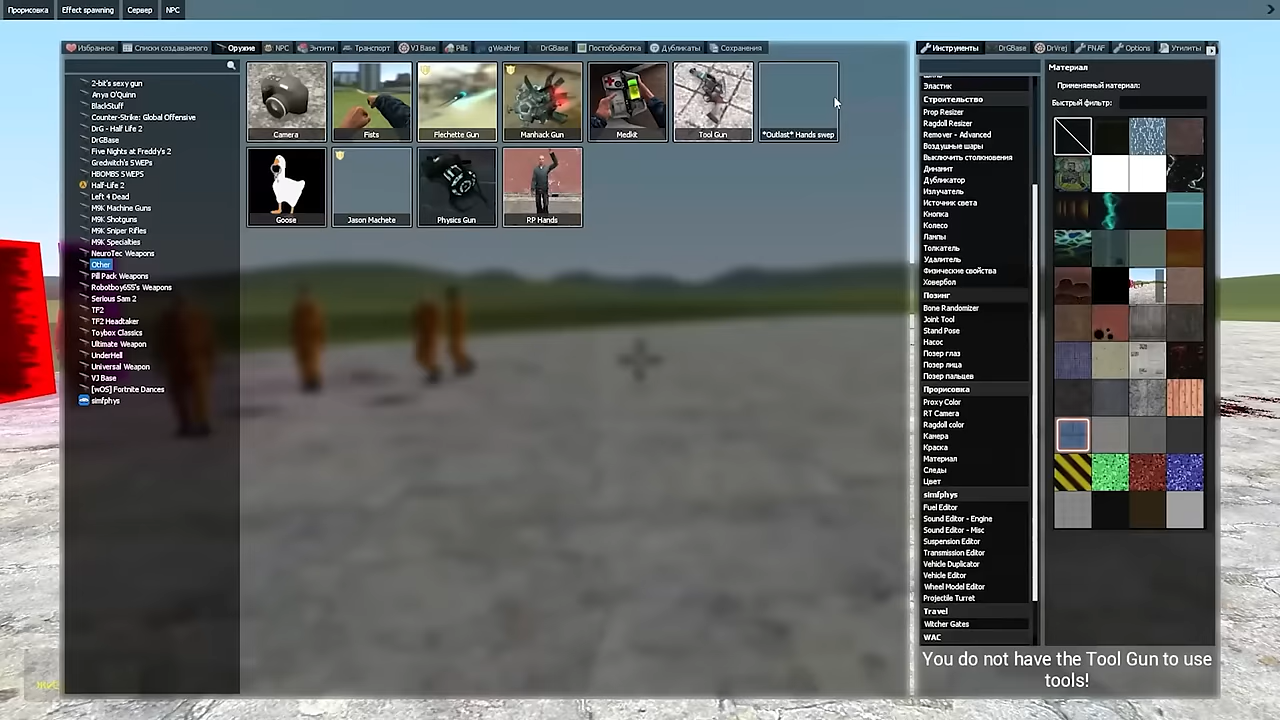 Прорисовка Effect spawning Сервер NPC
Избранное Списки создаваемого Оружие NPC Энтити Транспорт VJ Base Pills gWeather DrGBase Постобработка Дубликаты Сохранения
2-bit's sexy gun
Anya O'Quinn
BlackStuff
Counter-Strike: Global Offensive
DrG - Half Life 2
DrGBase
Five Nights at Freddy's 2
Gredwitch's SWEPs
HBOMBS SWEPS
Half-Life 2
Left 4 Dead
M9K Machine Guns
M9K Shotguns
M9K Sniper Rifles
M9K Specialties
NeuroTec Weapons
Other
Pill Pack Weapons
Robotboy655's Weapons
Serious Sam 2
TF2
TF2 Headtaker
Toybox Classics
Ultimate Weapon
UnderHell
Universal Weapon
VJ Base
[wOS] Fortnite Dances
simfphys
Camera
Fists
Flechette Gun
Manhack Gun
Medkit
Tool Gun
*Outlast* Hands swep
Goose
Jason Machete
Physics Gun
RP Hands
Инструменты DrGBase DrVrej FNAF Options Утилиты
Эластик
Строительство
Prop Resizer
Ragdoll Resizer
Remover - Advanced
Воздушные шары
Выключить столкновения
Динамит
Дубликатор
Излучатель
Источник света
Кнопка
Колесо
Лампы
Толкатель
Удалитель
Физические свойства
Ховербол
Позинг
Bone Randomizer
Joint Tool
Stand Pose
Насос
Позер глаз
Позер лица
Позер пальцев
Прорисовка
Proxy Color
RT Camera
Ragdoll color
Камера
Краска
Материал
Следы
Цвет
simfphys
Fuel Editor
Sound Editor - Engine
Sound Editor - Misc
Suspension Editor
Transmission Editor
Vehicle Duplicator
Vehicle Editor
Wheel Model Editor
Projectile Turret
Travel
Witcher Gates
WAC
Материал
Применяемый материал:
Быстрый фильтр:
You do not have the Tool Gun to use
tools!